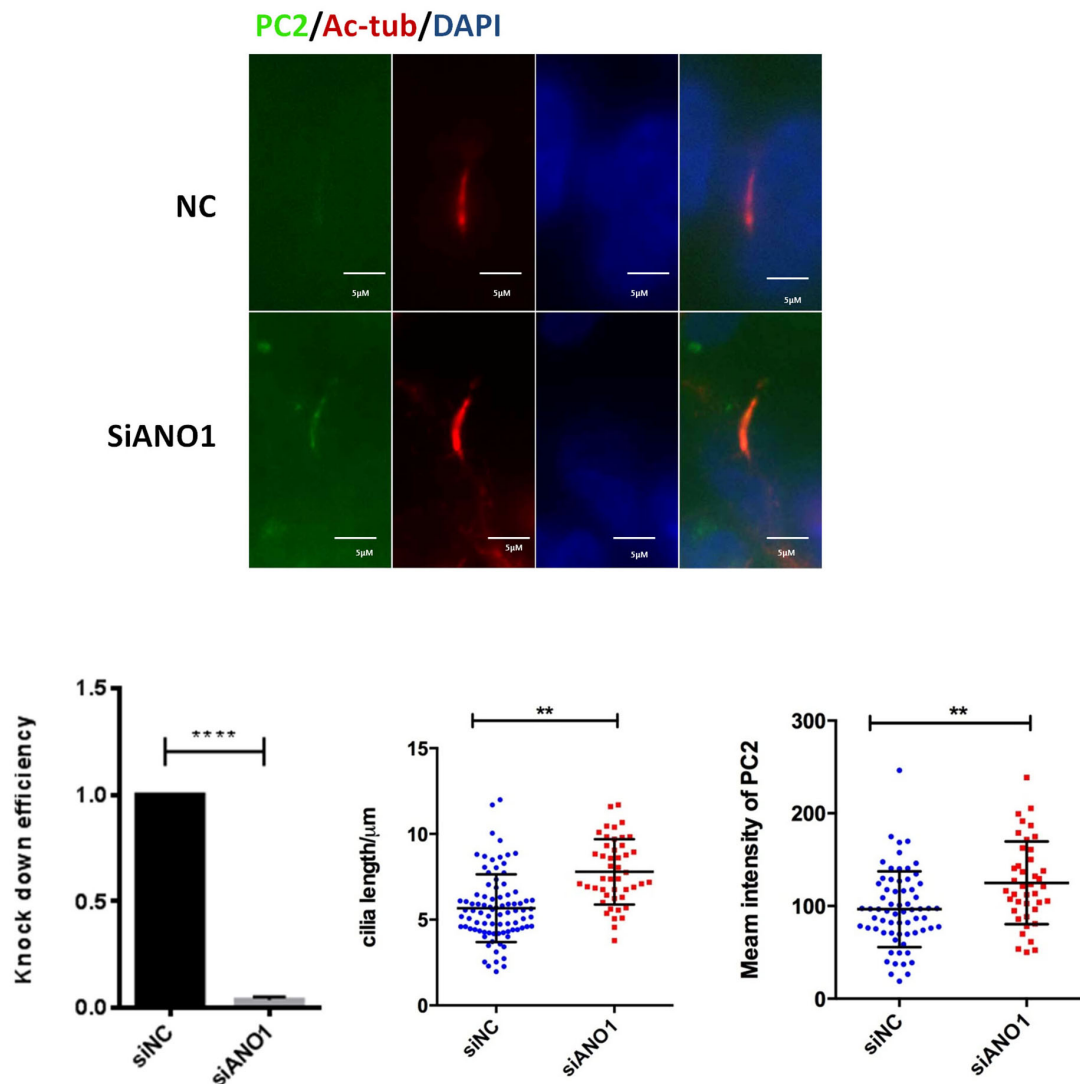 PC2/Ac-tub/DAPI
NC
5μM
5μM
5μM
5μM
SiANO1
5μM
5μM
5μM
5μM
Knock down efficiency
1.5
1.0
0.5
0.0
****
siNC
siANO1
cilia length/μm
15
10
5
0
**
siNC
siANO1
Meam intensity of PC2
300
200
100
0
**
siNC
siANO1